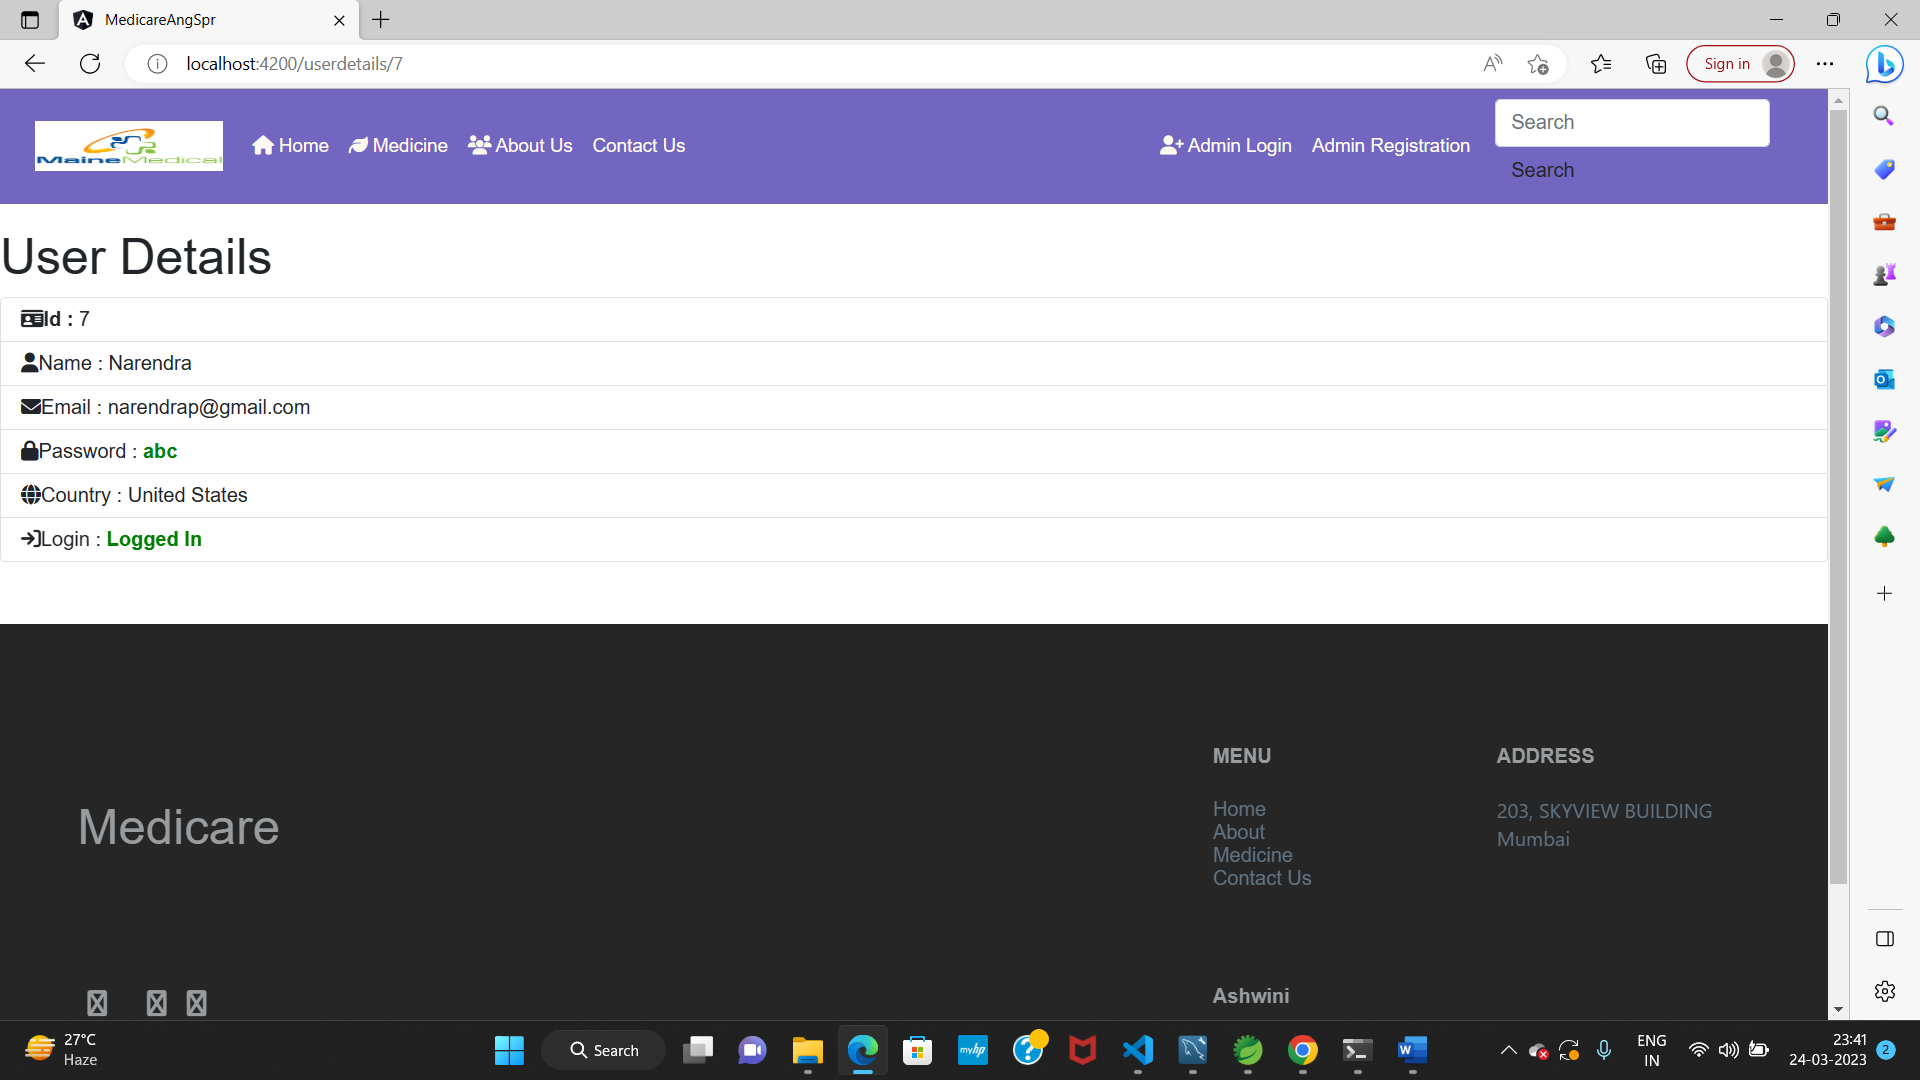 MedicareAngSpr
localhost:4200/userdetails/7
Sign in
MaineMedical
Home
Medicine
About Us
Contact Us
Admin Login
Admin Registration
Search
Search
User Details
Id : 7
Name : Narendra
Email : narendrap@gmail.com
Password : abc
Country : United States
Login : Logged In
Medicare
MENU
Home
About
Medicine
Contact Us
ADDRESS
203, SKYVIEW BUILDING
Mumbai
Ashwini
27°C
Haze
Search
myhp
ENG
IN
23:41
24-03-2023
2